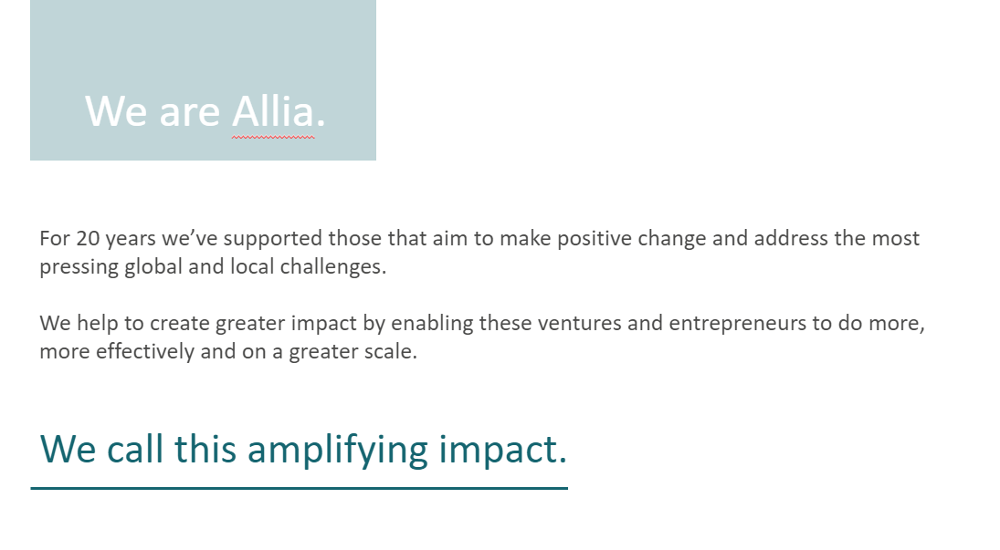 We are Allia.
For 20 years we’ve supported those that aim to make positive change and address the most
pressing global and local challenges.
We help to create greater impact by enabling these ventures and entrepreneurs to do more,
more effectively and on a greater scale.
We call this amplifying impact.